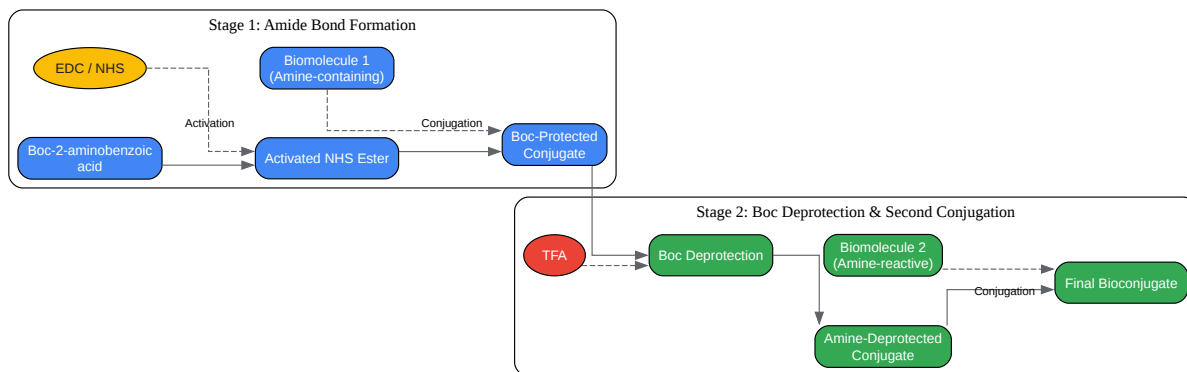 Stage 1: Amide Bond Formation
EDC / NHS
Biomolecule 1
(Amine-containing)
Activation
Conjugation
Boc-2-aminobenzoic
acid
Activated NHS Ester
Boc-Protected
Conjugate
Stage 2: Boc Deprotection & Second Conjugation
TFA
Boc Deprotection
Biomolecule 2
(Amine-reactive)
Conjugation
Final Bioconjugate
Amine-Deprotected
Conjugate